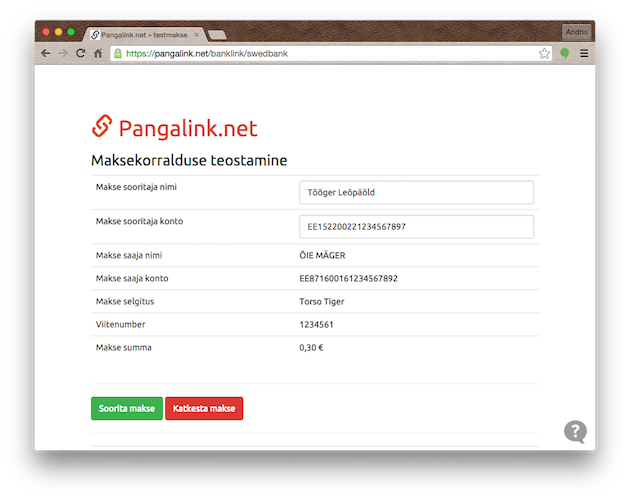 Pangalink.net – testmakse
Andris
https://pangalink.net/banklink/swedbank
Pangalink.net
Maksekorralduse teostamine
Makse sooritaja nimi Tõõger Leõpäöld
Makse sooritaja konto EE152200221234567897
Makse saaja nimi ÕIE MÄGER
Makse saaja konto EE871600161234567892
Makse selgitus Torso Tiger
Viitenumber 1234561
Makse summa 0,30 €
Soorita makse Katkesta makse
?